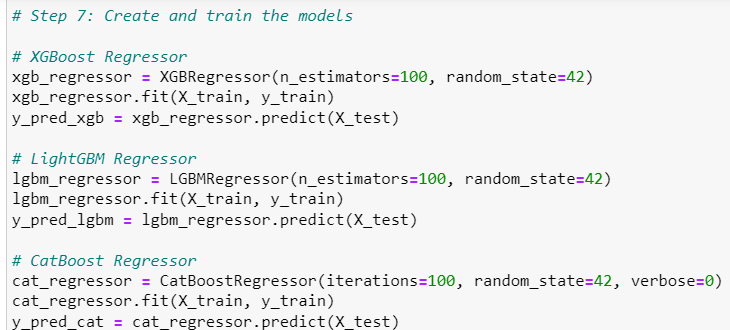 # Step 7: Create and train the models
# XGBoost Regressor
xgb_regressor = XGBRegressor(n_estimators=100, random_state=42)
xgb_regressor.fit(X_train, y_train)
y_pred_xgb = xgb_regressor.predict(X_test)
# LightGBM Regressor
lgbm_regressor = LGBMRegressor(n_estimators=100, random_state=42)
lgbm_regressor.fit(X_train, y_train)
y_pred_lgbm = lgbm_regressor.predict(X_test)
# CatBoost Regressor
cat_regressor = CatBoostRegressor(iterations=100, random_state=42, verbose=0)
cat_regressor.fit(X_train, y_train)
y_pred_cat = cat_regressor.predict(X_test)